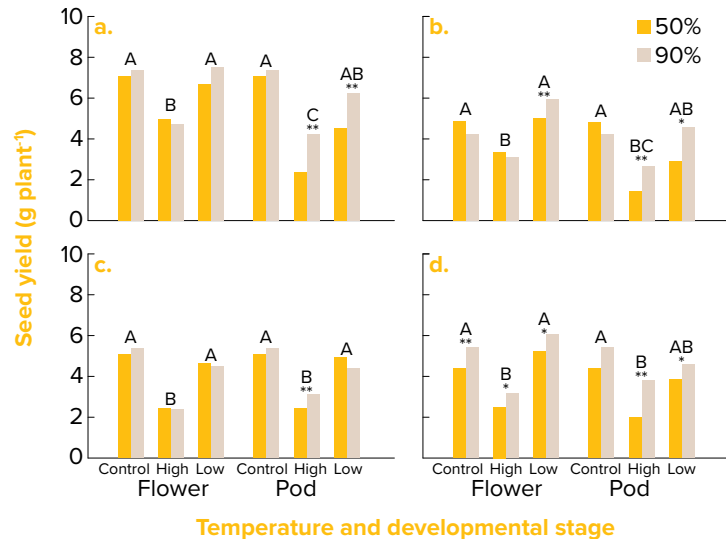 Seed yield (g plant⁻¹)
a.
10
8
6
4
2
0
A
B
A
A
C
**
AB
**
b.
50%
90%
A
B
A
**
A
BC
**
AB
*
c.
10
8
6
4
2
0
A
B
A
A
B
**
A
d.
A
**
B
*
A
*
A
B
**
AB
*
Control High Low Control High Low
Flower Pod
Control High Low Control High Low
Flower Pod
Temperature and developmental stage